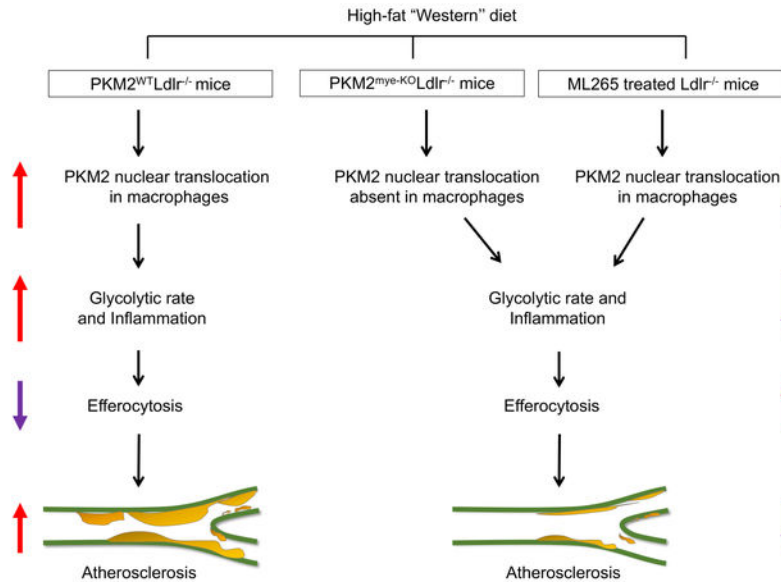 High-fat “Western” diet
PKM2WTLdlr-/- mice
PKM2mye-KOLdlr-/- mice
ML265 treated Ldlr-/- mice
PKM2 nuclear translocation
in macrophages
PKM2 nuclear translocation
absent in macrophages
PKM2 nuclear translocation
in macrophages
Glycolytic rate
and Inflammation
Glycolytic rate and
Inflammation
Efferocytosis
Efferocytosis
Atherosclerosis
Atherosclerosis